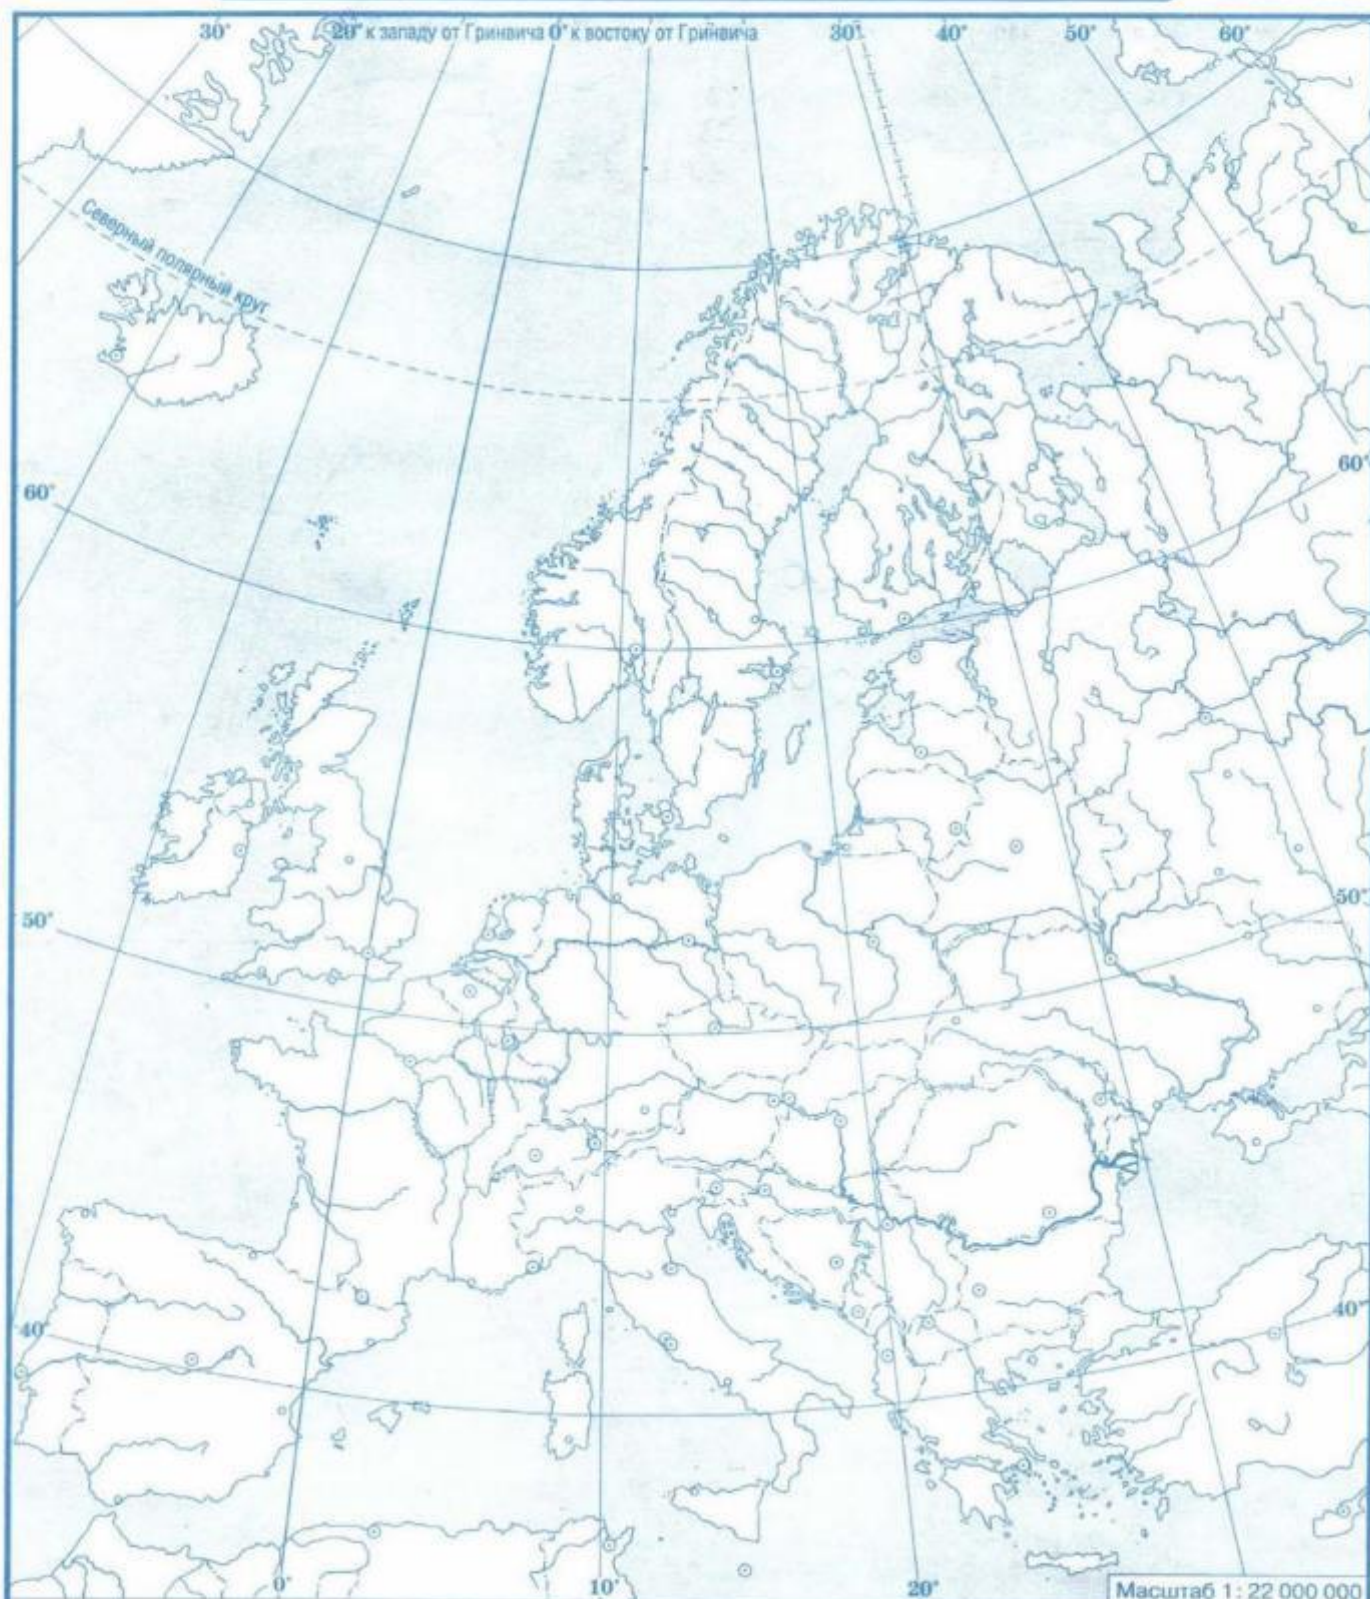 30° 20° к западу от Гринвича 0° к востоку от Гринвича 30° 40° 50° 60°
Северный полярный круг
60° 60°
50° 50°
40° 40°
0° 10° 20° Масштаб 1: 22 000 000